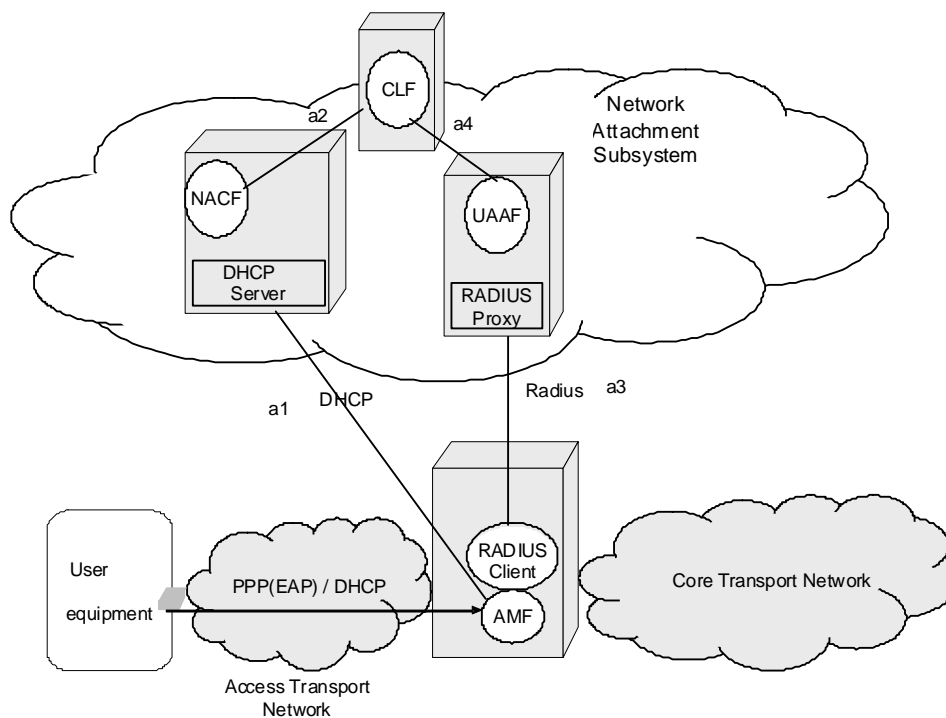 CLF
a2
a4
Network
Attachment
Subsystem
NACF
UAAF
DHCP
Server
RADIUS
Proxy
a1 DHCP
Radius a3
User
equipment
PPP(EAP) / DHCP
RADIUS
Client
AMF
Core Transport Network
Access Transport
Network